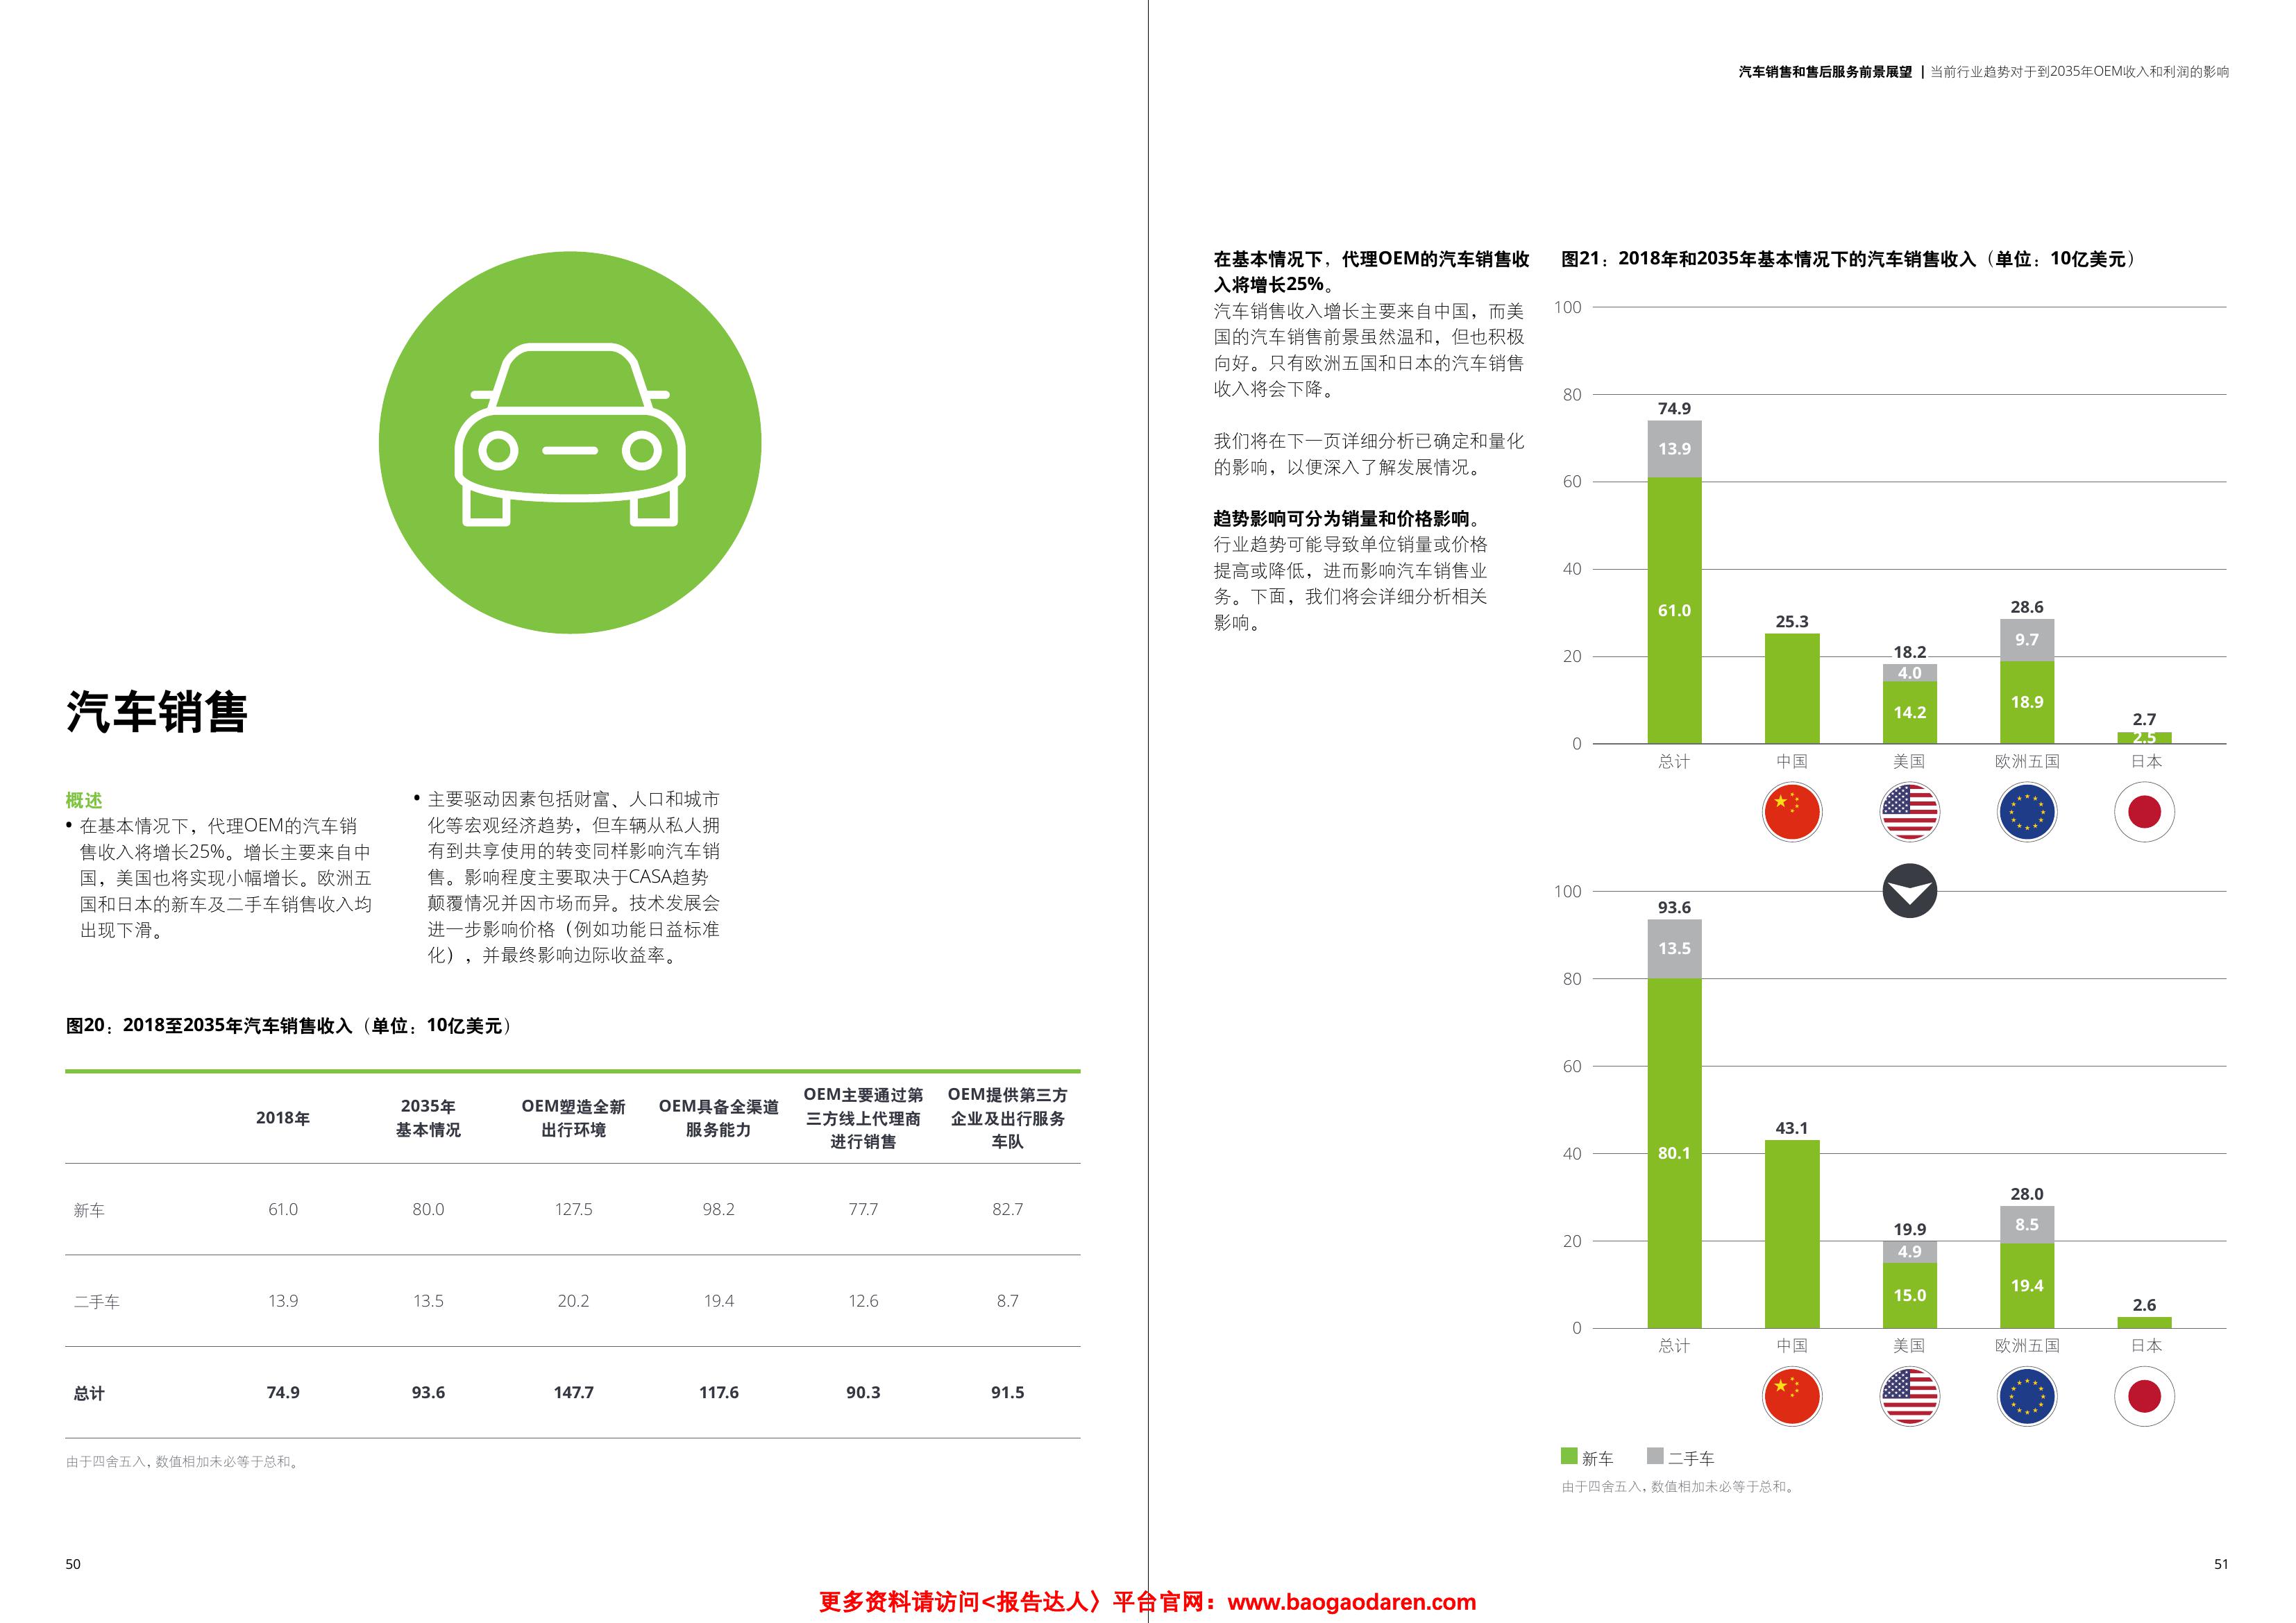 汽车销售和售后服务前景展望 | 当前行业趋势对于到2035年OEM收入和利润的影响
汽车销售
概述
• 在基本情况下，代理OEM的汽车销
售收入将增长25%。增长主要来自中
国，美国也将实现小幅增长。欧洲五
国和日本的新车及二手车销售收入均
出现下滑。
• 主要驱动因素包括财富、人口和城市
化等宏观经济趋势，但车辆从私人拥
有到共享使用的转变同样影响汽车销
售。影响程度主要取决于CASA趋势
颠覆情况并因市场而异。技术发展会
进一步影响价格（例如功能日益标准
化），并最终影响边际收益率。
图20：2018至2035年汽车销售收入（单位：10亿美元）
2018年 2035年 OEM塑造全新 OEM具备全渠道 OEM主要通过第 OEM提供第三方
基本情况 出行环境 服务能力 三方线上代理商 企业及出行服务
进行销售 车队
新车 61.0 80.0 127.5 98.2 77.7 82.7
二手车 13.9 13.5 20.2 19.4 12.6 8.7
总计 74.9 93.6 147.7 117.6 90.3 91.5
由于四舍五入，数值相加未必等于总和。
50
在基本情况下，代理OEM的汽车销售收
入将增长25%。
汽车销售收入增长主要来自中国，而美
国的汽车销售前景虽然温和，但也积极
向好。只有欧洲五国和日本的汽车销售
收入将会下降。
我们将在下一页详细分析已确定和量化
的影响，以便深入了解发展情况。
趋势影响可分为销量和价格影响。
行业趋势可能导致单位销量或价格
提高或降低，进而影响汽车销售业
务。下面，我们将会详细分析相关
影响。
图21：2018年和2035年基本情况下的汽车销售收入（单位：10亿美元）
100
80
74.9
13.9
60
61.0
40
28.6
25.3
9.7
20
18.2
4.0
14.2
18.9
2.7
2.5
0
总计 中国 美国 欧洲五国 日本
100
93.6
13.5
80
60
43.1
40
80.1
28.0
8.5
19.9
20
4.9
15.0
19.4
2.6
0
总计 中国 美国 欧洲五国 日本
新车 二手车
由于四舍五入，数值相加未必等于总和。
51
更多资料请访问<报告达人〉平台官网：www.baogaodaren.com